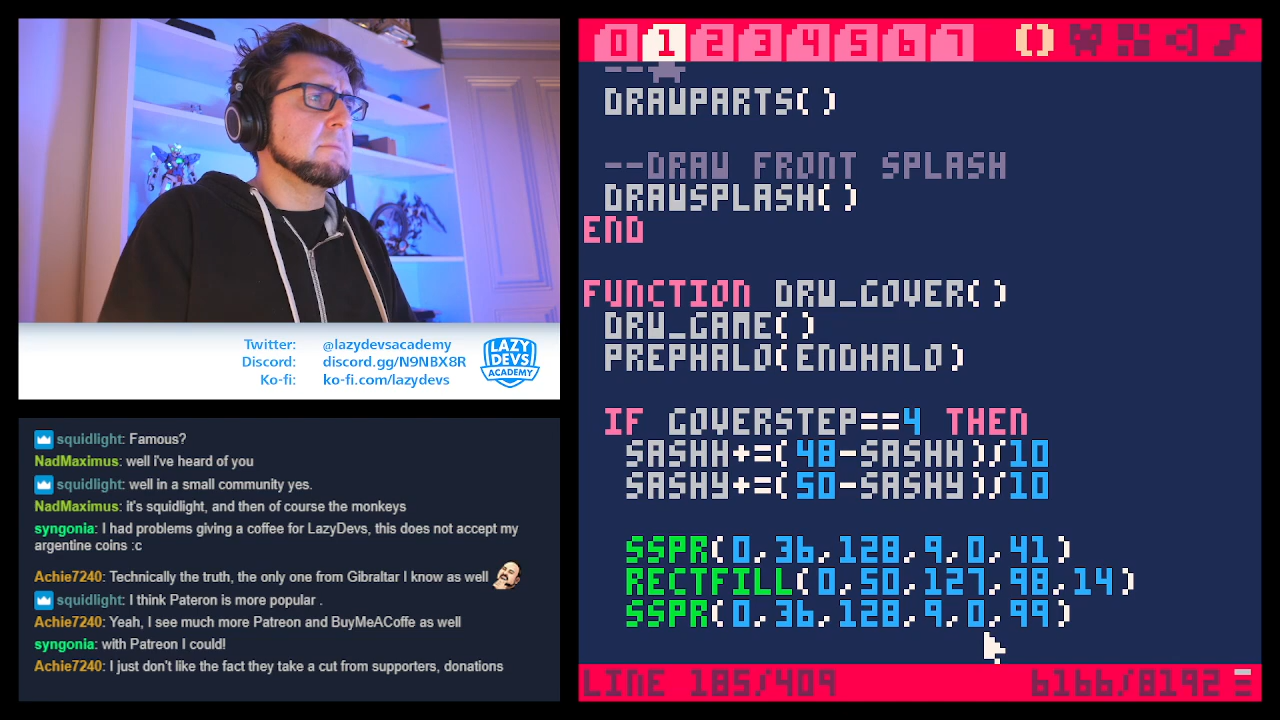 Twitter: @lazydevsacademy
Discord: discord.gg/N9NBX8R
Ko-fi: ko-fi.com/lazydevs
LAZY
DEVS
ACADEMY
squidlight: Famous?
NadMaximus: well i've heard of you
squidlight: well in a small community yes.
NadMaximus: it's squidlight, and then of course the monkeys
syngonia: I had problems giving a coffee for LazyDevs, this does not accept my
argentine coins :c
Achie7240: Technically the truth, the only one from Gibraltar I know as well
squidlight: I think Pateron is more popular .
Achie7240: Yeah, I see much more Patreon and BuyMeACoffe as well
syngonia: with Patreon I could!
Achie7240: I just don't like the fact they take a cut from supporters, donations
0 1 2 3 4 5 6 7 ()
--
DRAWPARTS()
--DRAW FRONT SPLASH
DRAWSPLASH()
END
FUNCTION DRW_GOVER()
DRW_GAME()
PREPHALO(ENDHALO)
IF GOVERSTEP==4 THEN
SASHH+=(48-SASHH)/10
SASHY+=(50-SASHY)/10
SSPR(0,36,128,9,0,41)
RECTFILL(0,50,127,98,14)
SSPR(0,36,128,9,0,99)
LINE 185/409 6166/8192